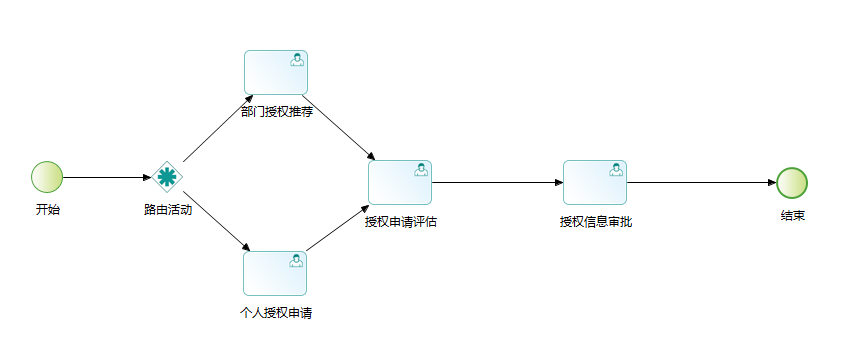 部门授权推荐
开始
路由活动
授权申请评估
授权信息审批
结束
个人授权申请